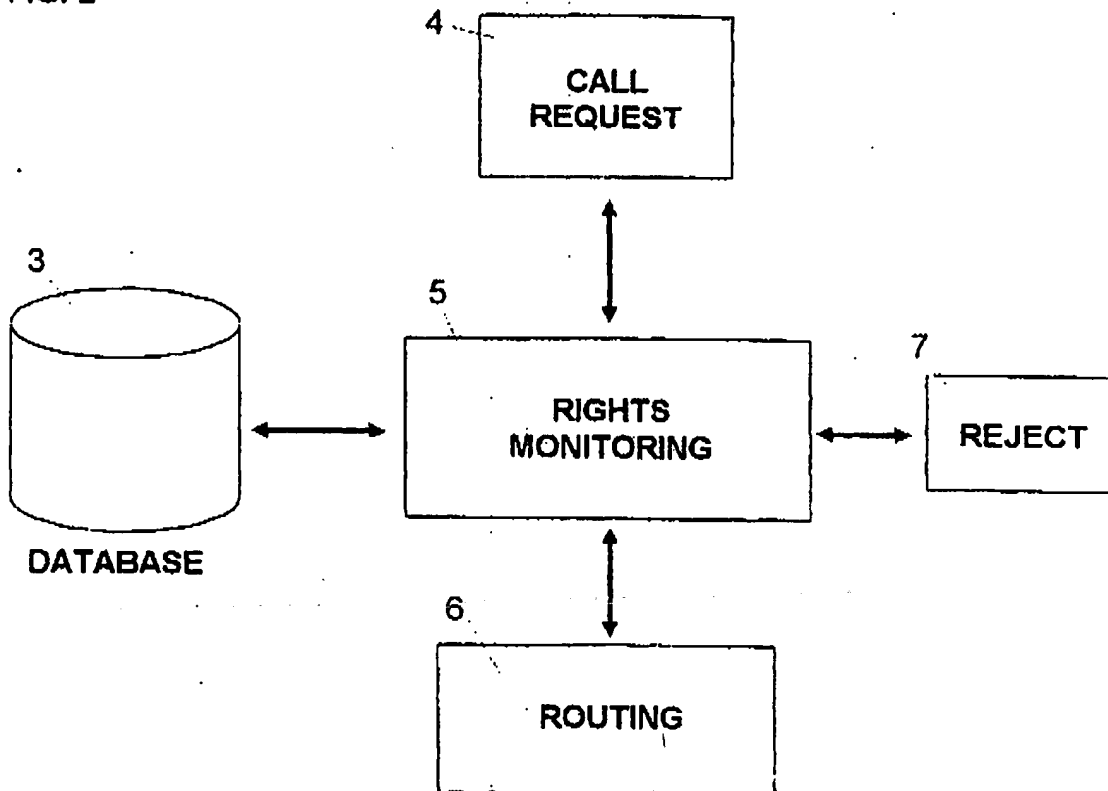 4
CALL
REQUEST
3
5
7
RIGHTS
MONITORING
REJECT
DATABASE
6
ROUTING